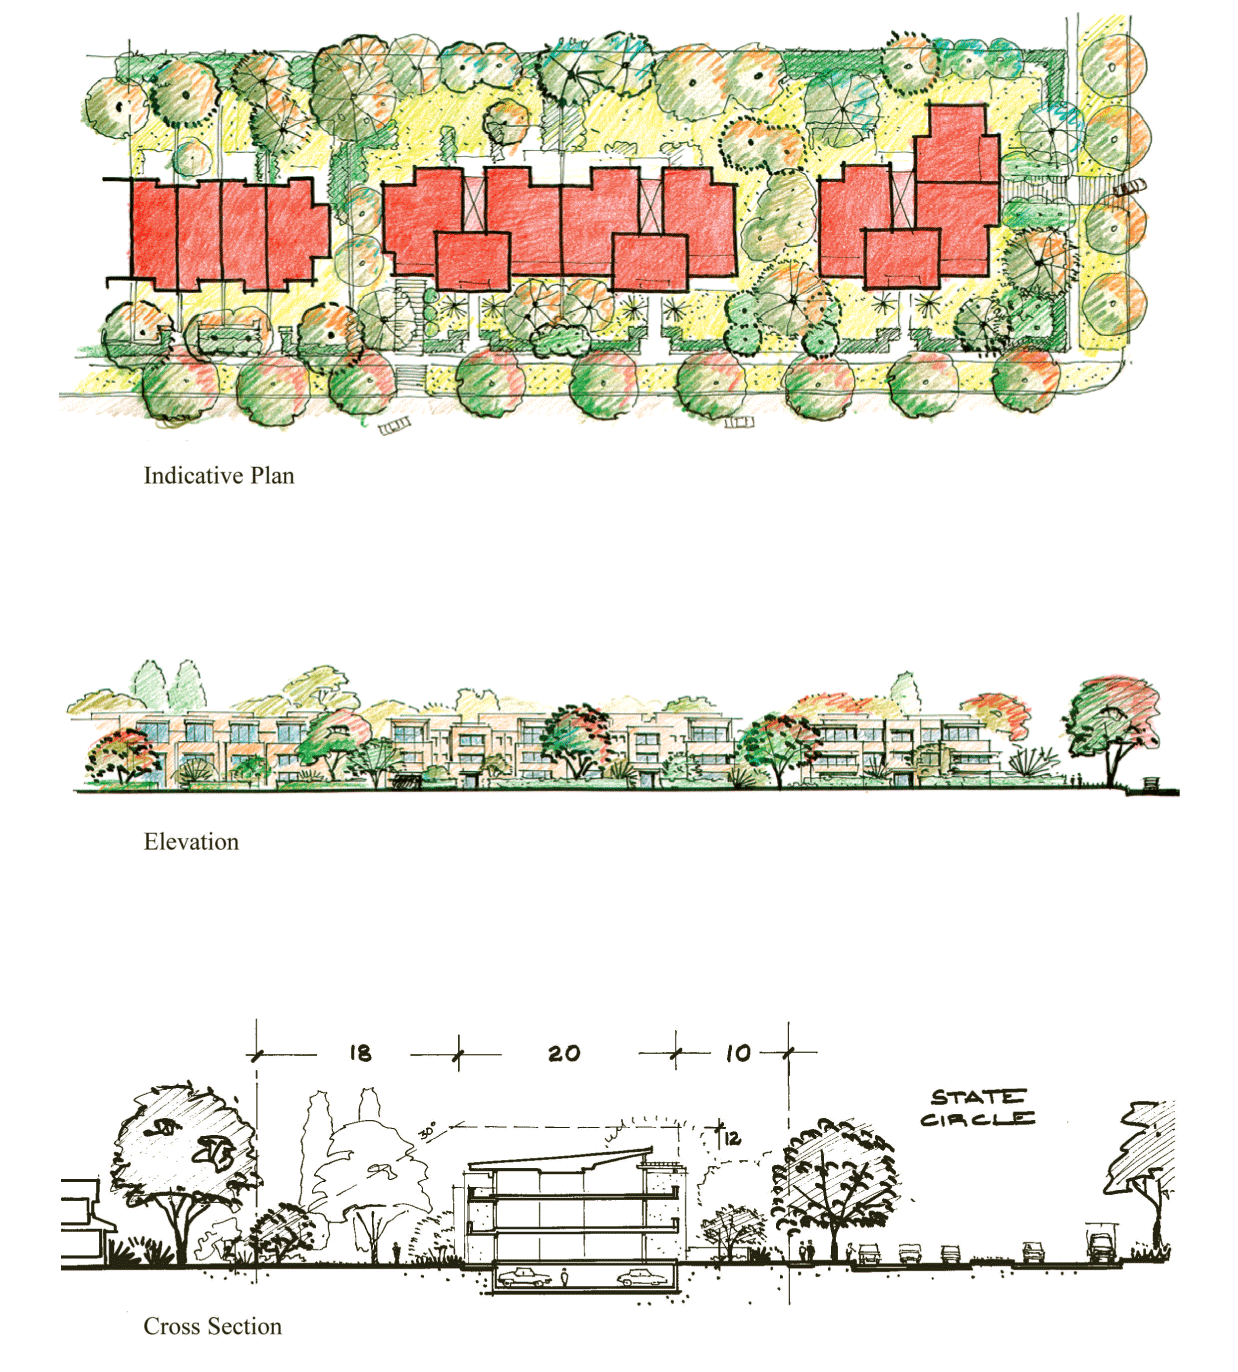 Indicative Plan
Elevation
18 20 10
STATE
CIRCLE
30°
12
Cross Section